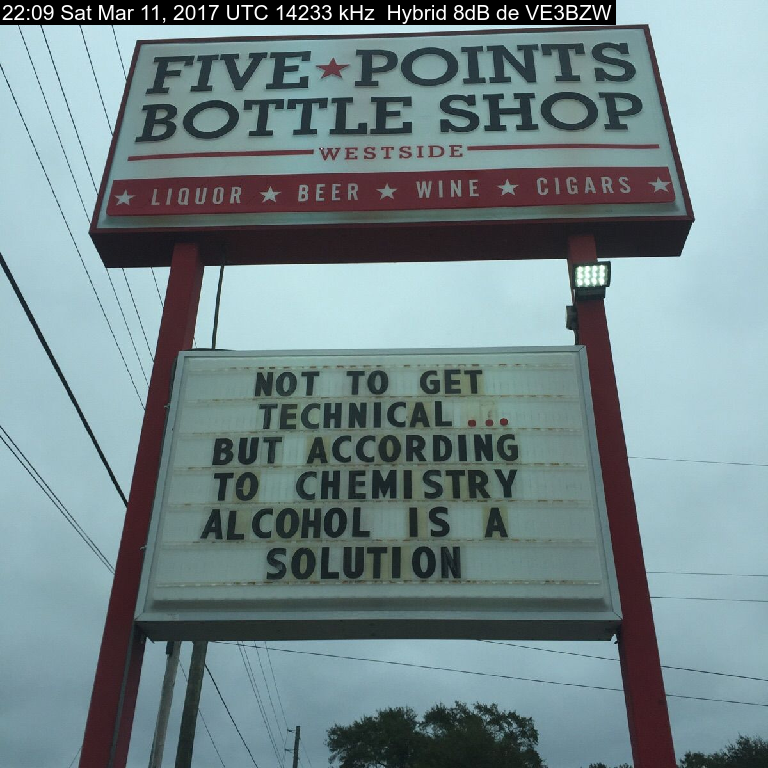 22:09 Sat Mar 11, 2017 UTC 14233 kHz  Hybrid 8dB de VE3BZW
FIVE★POINTS
BOTTLE SHOP
WESTSIDE
★ LIQUOR ★ BEER ★ WINE ★ CIGARS ★
NOT TO GET
TECHNICAL...
BUT ACCORDING
TO CHEMISTRY
ALCOHOL IS A
SOLUTION